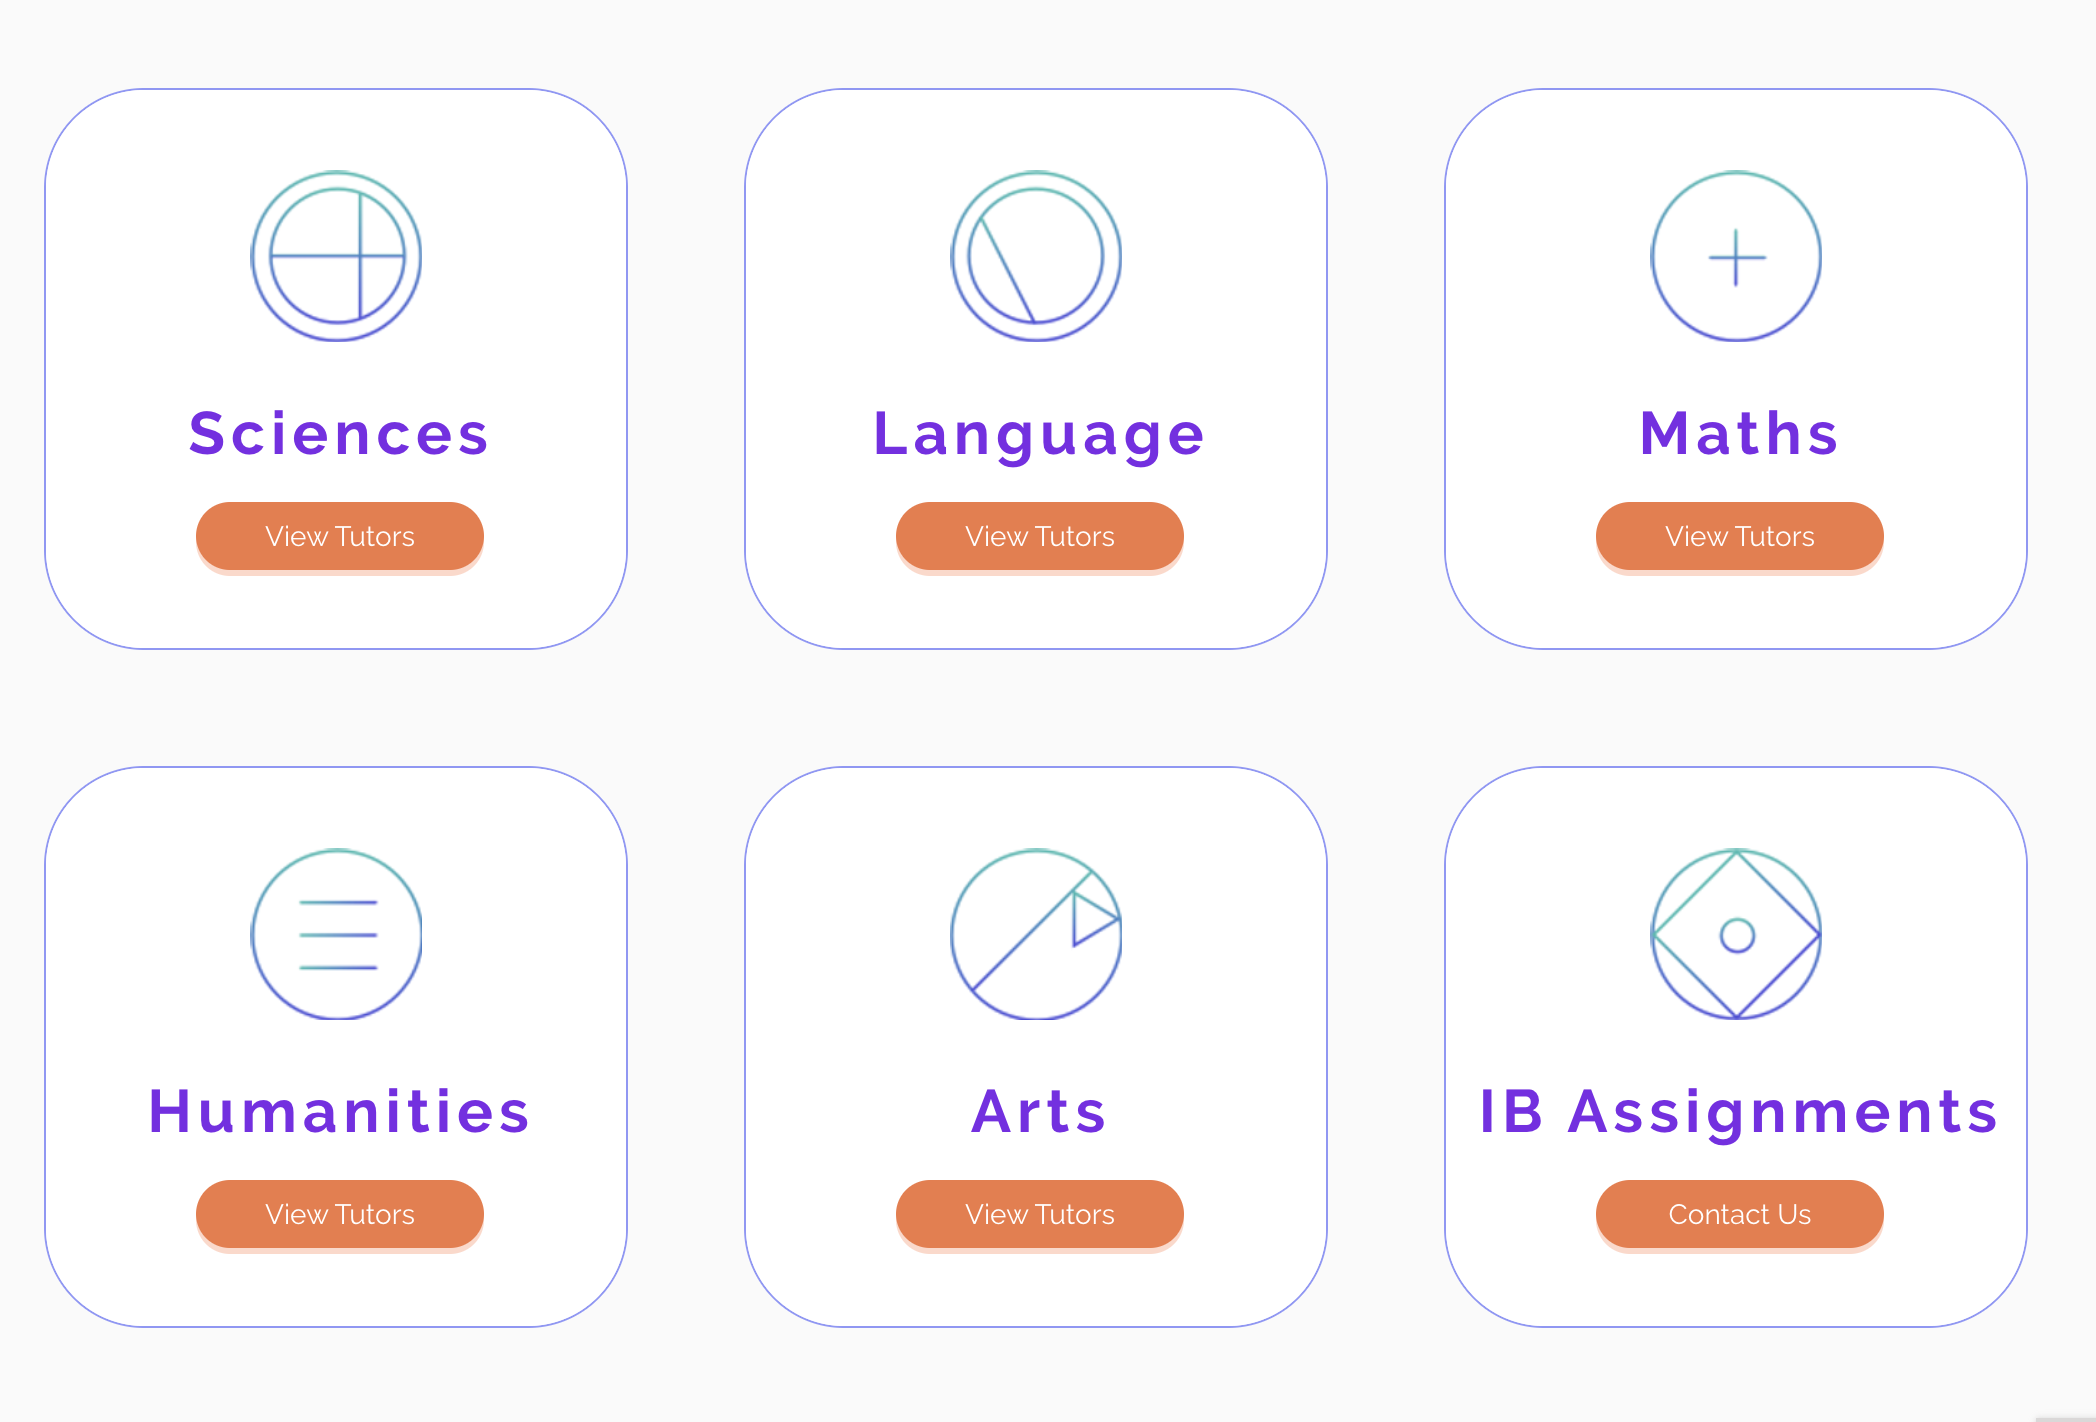 Sciences
View Tutors
Language
View Tutors
Maths
View Tutors
Humanities
View Tutors
Arts
View Tutors
IB Assignments
Contact Us